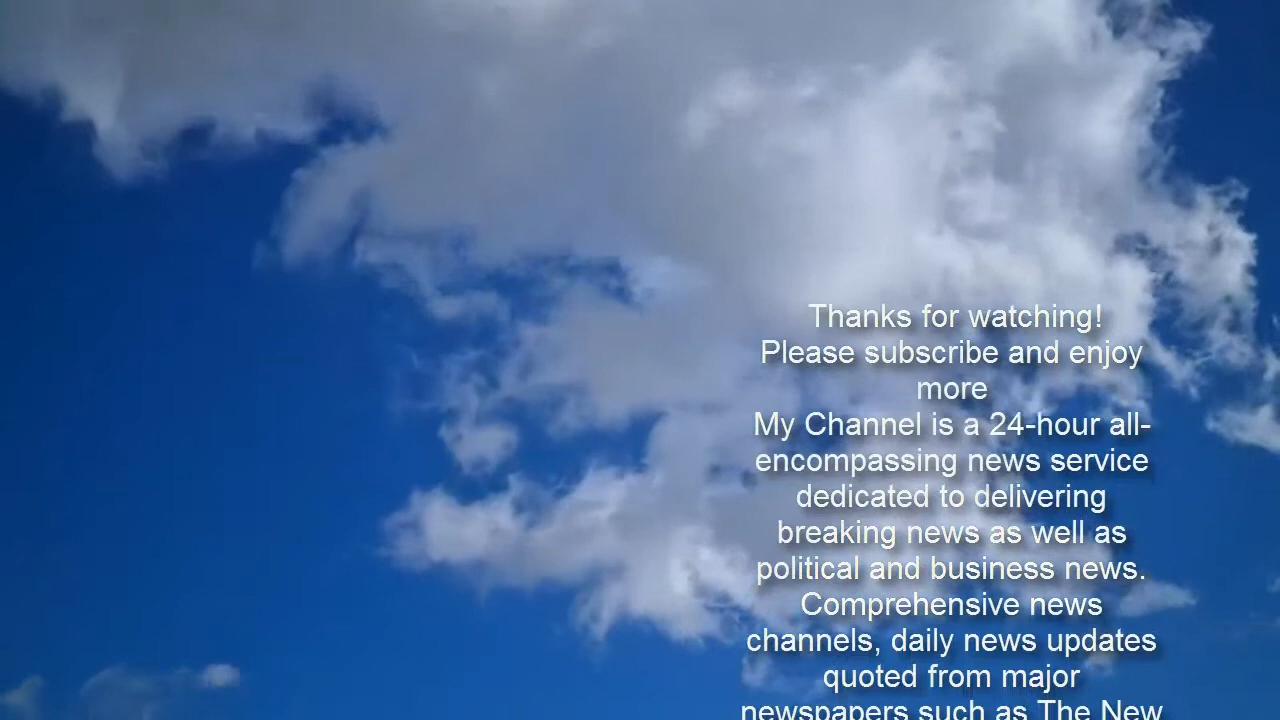 Thanks for watching!
Please subscribe and enjoy
more
My Channel is a 24-hour all-
encompassing news service
dedicated to delivering
breaking news as well as
political and business news.
Comprehensive news
channels, daily news updates
quoted from major
newspapers such as The New